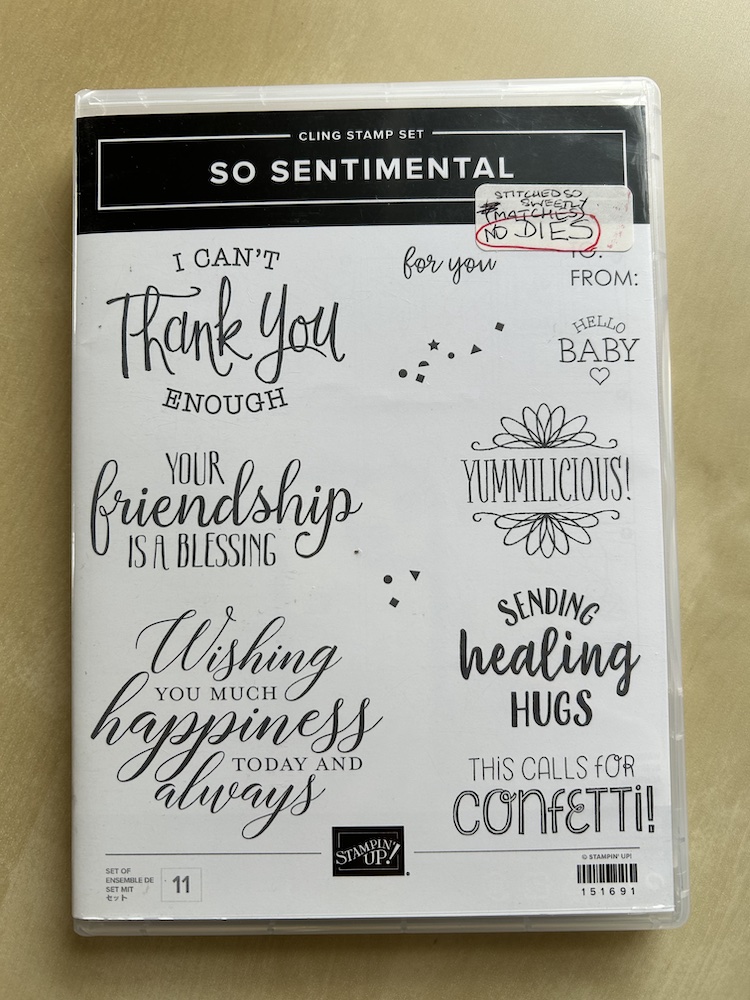 CLING STAMP SET
SO SENTIMENTAL
STITCHED SO
SWEETLY
(MATCHES)
NO DIES
I CAN'T
Thank You
ENOUGH
for you
TO:
FROM:
HELLO
BABY
YOUR
friendship
IS A BLESSING
YUMMILICIOUS!
Wishing
YOU MUCH
happiness
TODAY AND
always
SENDING
healing
HUGS
THIS CALLS FOR
CONFETTI!
SET OF
ENSEMBLE DE
SET MIT
セット
11
STAMPIN'
UP!
© STAMPIN' UP!
151691